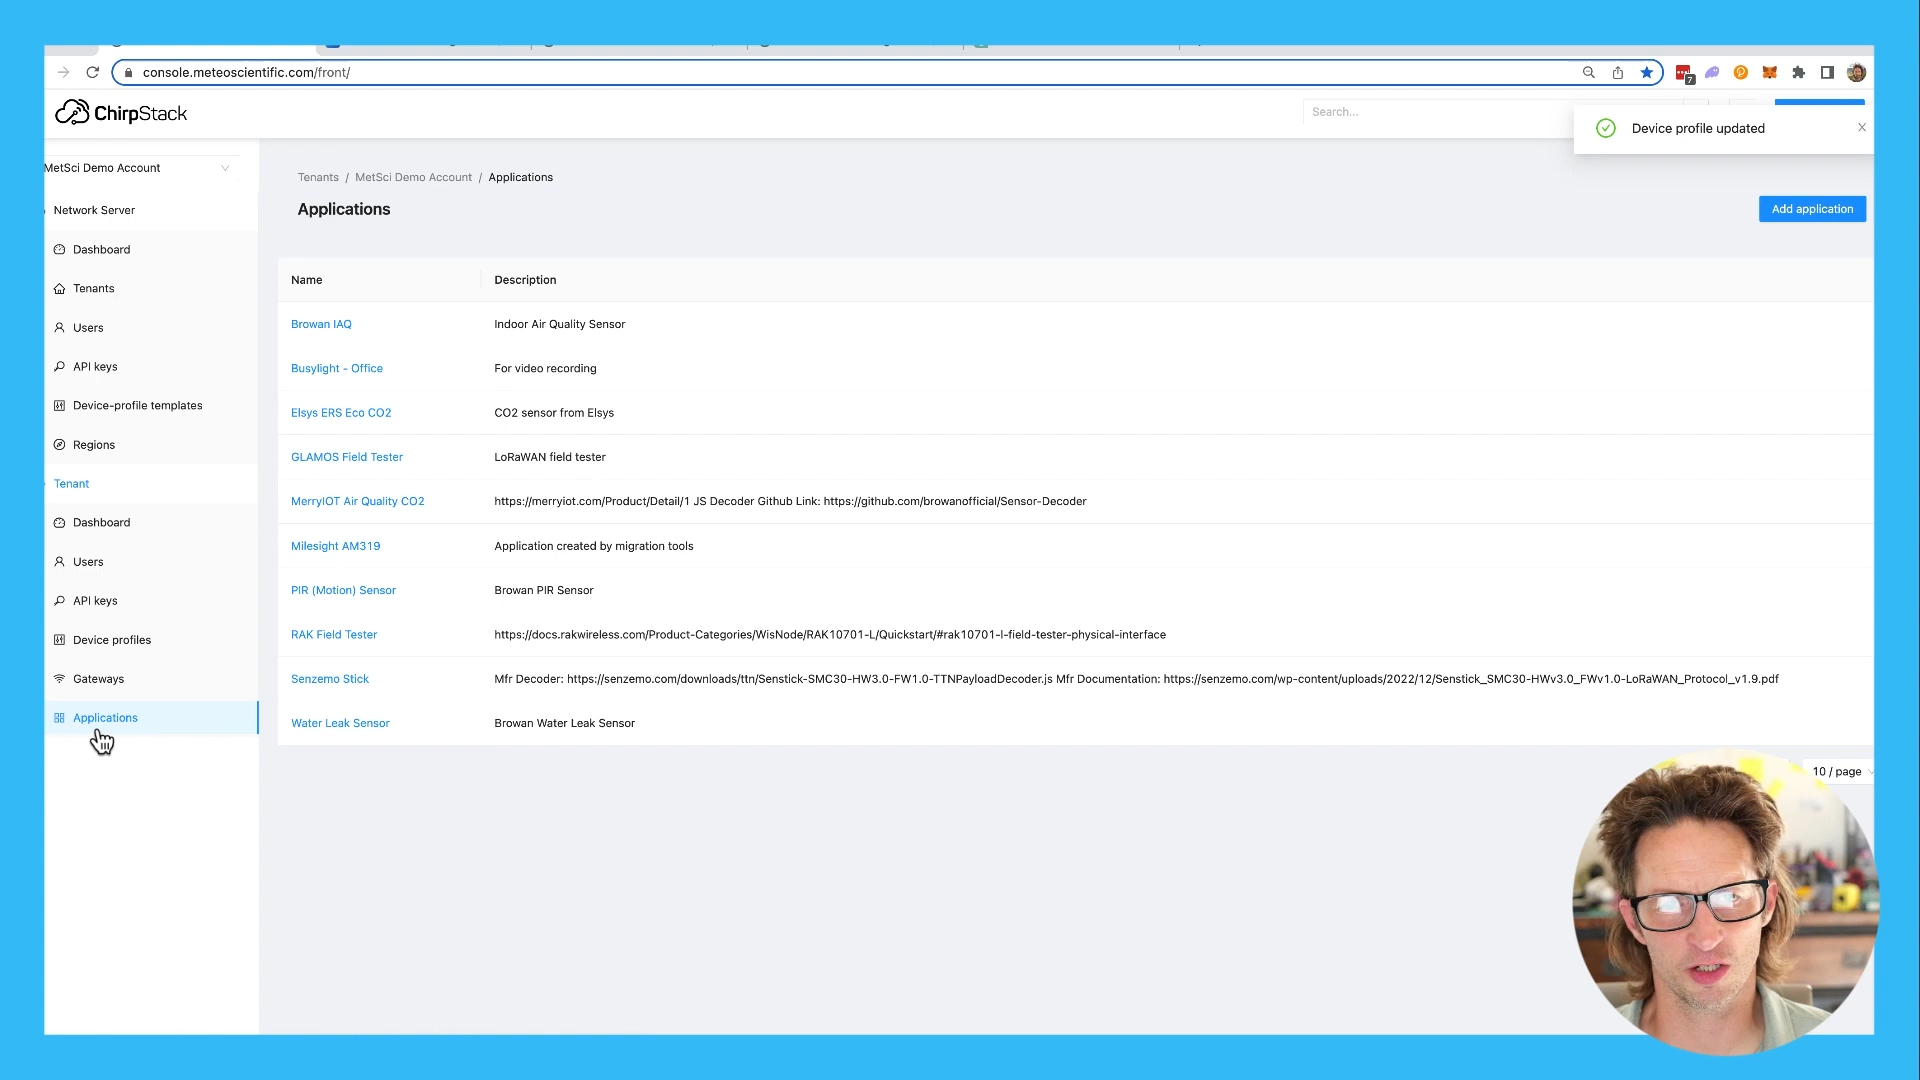 console.meteoscientific.com/front/
7
ChirpStack
Search...
Device profile updated
MetSci Demo Account
Tenants / MetSci Demo Account / Applications
Network Server
Applications
Add application
Dashboard
Tenants
Users
API keys
Device-profile templates
Regions
Tenant
Dashboard
Users
API keys
Device profiles
Gateways
Applications
Name Description
Browan IAQ Indoor Air Quality Sensor
Busylight - Office For video recording
Elsys ERS Eco CO2 CO2 sensor from Elsys
GLAMOS Field Tester LoRaWAN field tester
MerryIOT Air Quality CO2 https://merryiot.com/Product/Detail/1 JS Decoder Github Link: https://github.com/browanofficial/Sensor-Decoder
Milesight AM319 Application created by migration tools
PIR (Motion) Sensor Browan PIR Sensor
RAK Field Tester https://docs.rakwireless.com/Product-Categories/WisNode/RAK10701-L/Quickstart/#rak10701-l-field-tester-physical-interface
Senzemo Stick Mfr Decoder: https://senzemo.com/downloads/ttn/Senstick-SMC30-HW3.0-FW1.0-TTNPayloadDecoder.js Mfr Documentation: https://senzemo.com/wp-content/uploads/2022/12/Senstick_SMC30-HWv3.0_FWv1.0-LoRaWAN_Protocol_v1.9.pdf
Water Leak Sensor Browan Water Leak Sensor
10 / page